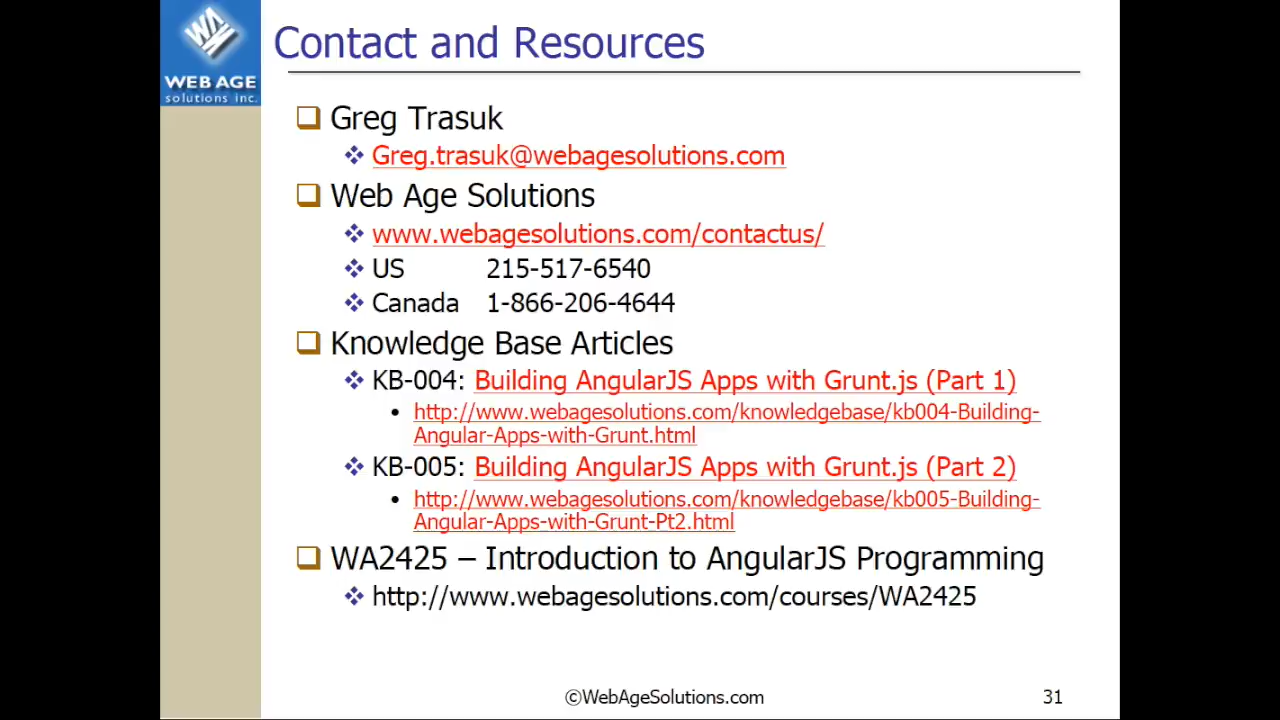 WEB AGE
solutions inc.
Contact and Resources
Greg Trasuk
Greg.trasuk@webagesolutions.com
Web Age Solutions
www.webagesolutions.com/contactus/
US 215-517-6540
Canada 1-866-206-4644
Knowledge Base Articles
KB-004: Building AngularJS Apps with Grunt.js (Part 1)
http://www.webagesolutions.com/knowledgebase/kb004-Building-
Angular-Apps-with-Grunt.html
KB-005: Building AngularJS Apps with Grunt.js (Part 2)
http://www.webagesolutions.com/knowledgebase/kb005-Building-
Angular-Apps-with-Grunt-Pt2.html
WA2425 – Introduction to AngularJS Programming
http://www.webagesolutions.com/courses/WA2425
©WebAgeSolutions.com 31